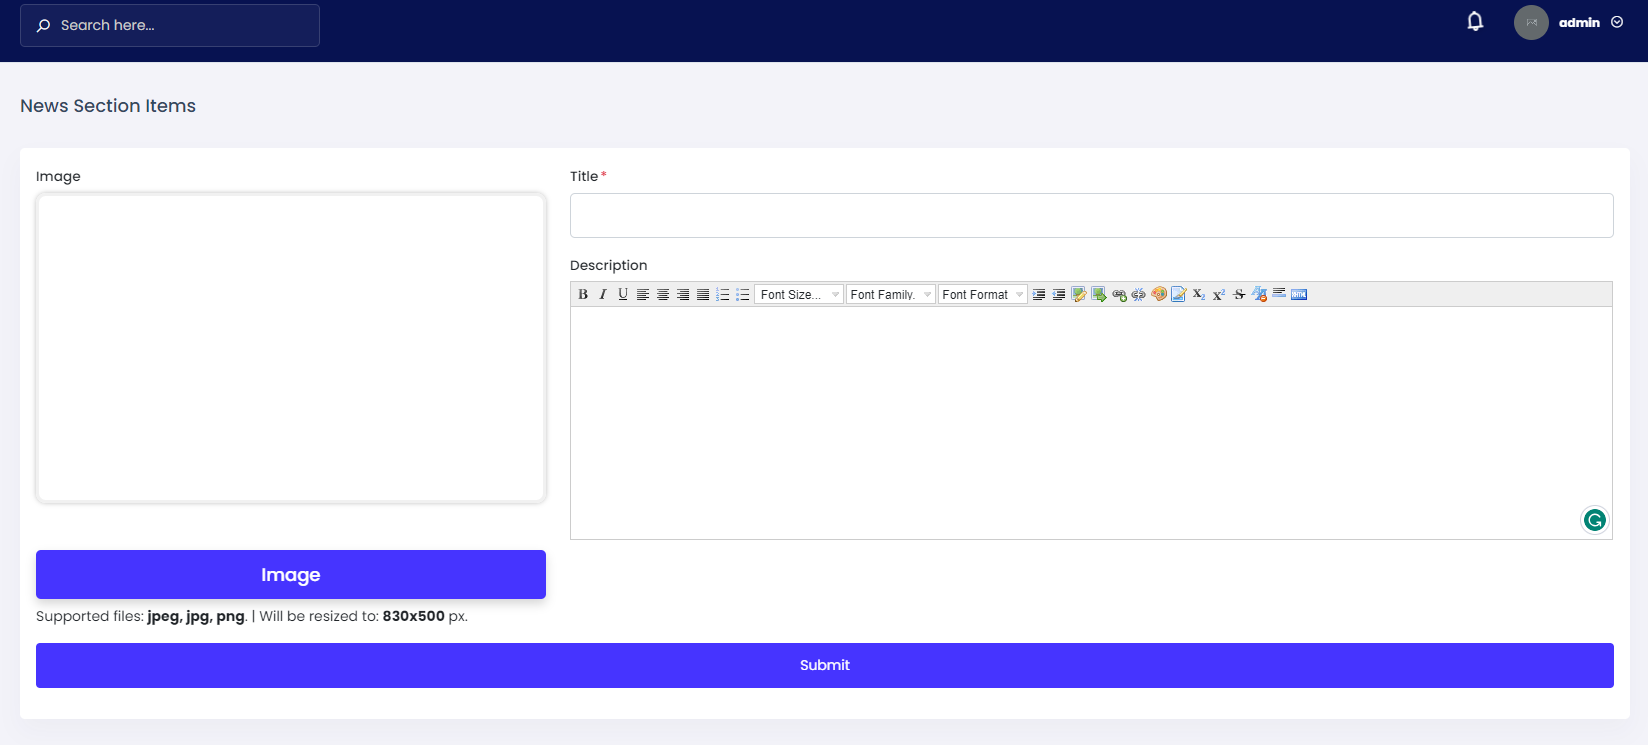 Search here...
admin
News Section Items
Image
Title *
Description
B I U Font Size... Font Family. Font Format
Image
Supported files: jpeg, jpg, png. | Will be resized to: 830x500 px.
Submit